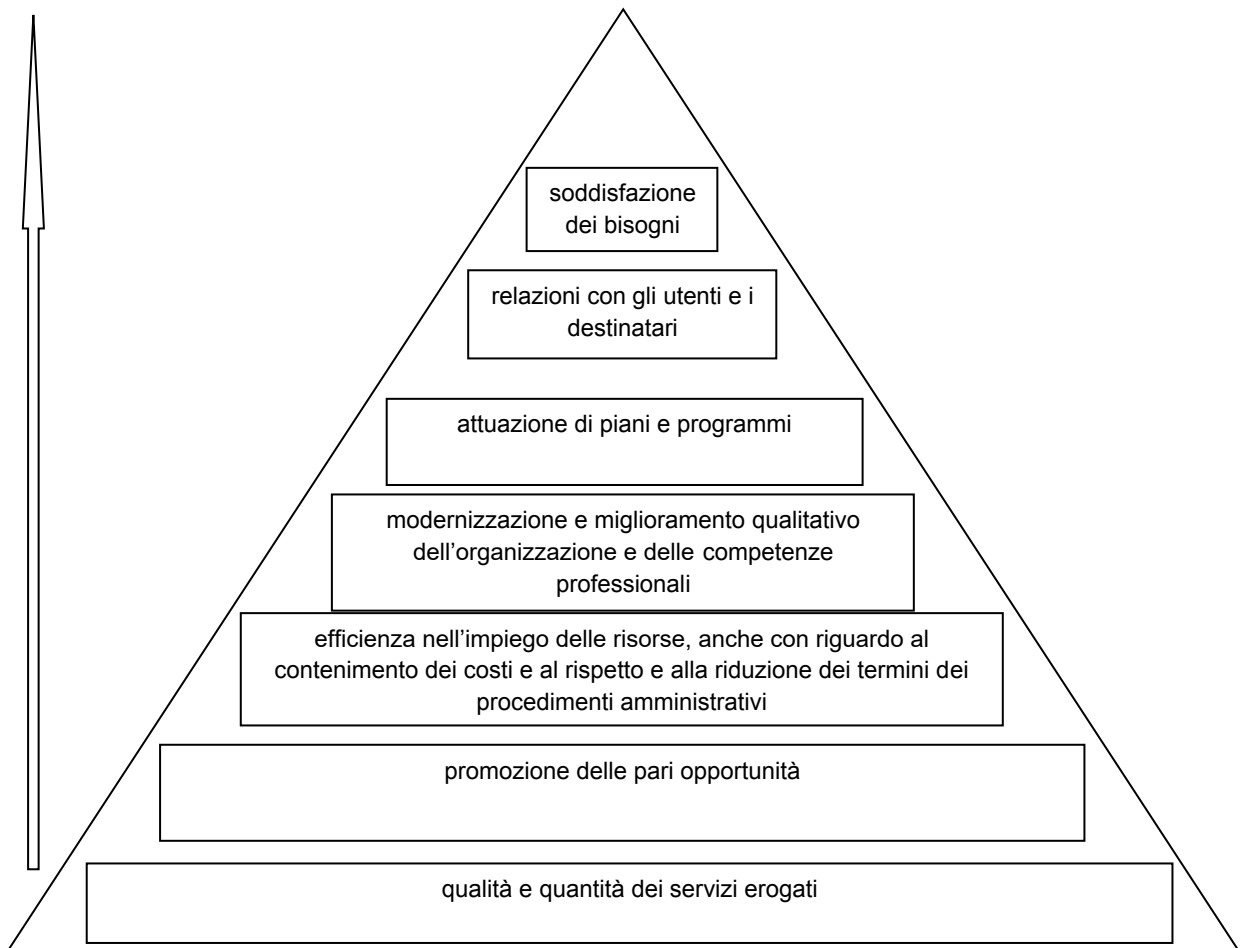 soddisfazione
dei bisogni
relazioni con gli utenti e i
destinatari
attuazione di piani e programmi
modernizzazione e miglioramento qualitativo
dell’organizzazione e delle competenze
professionali
efficienza nell’impiego delle risorse, anche con riguardo al
contenimento dei costi e al rispetto e alla riduzione dei termini dei
procedimenti amministrativi
promozione delle pari opportunità
qualità e quantità dei servizi erogati